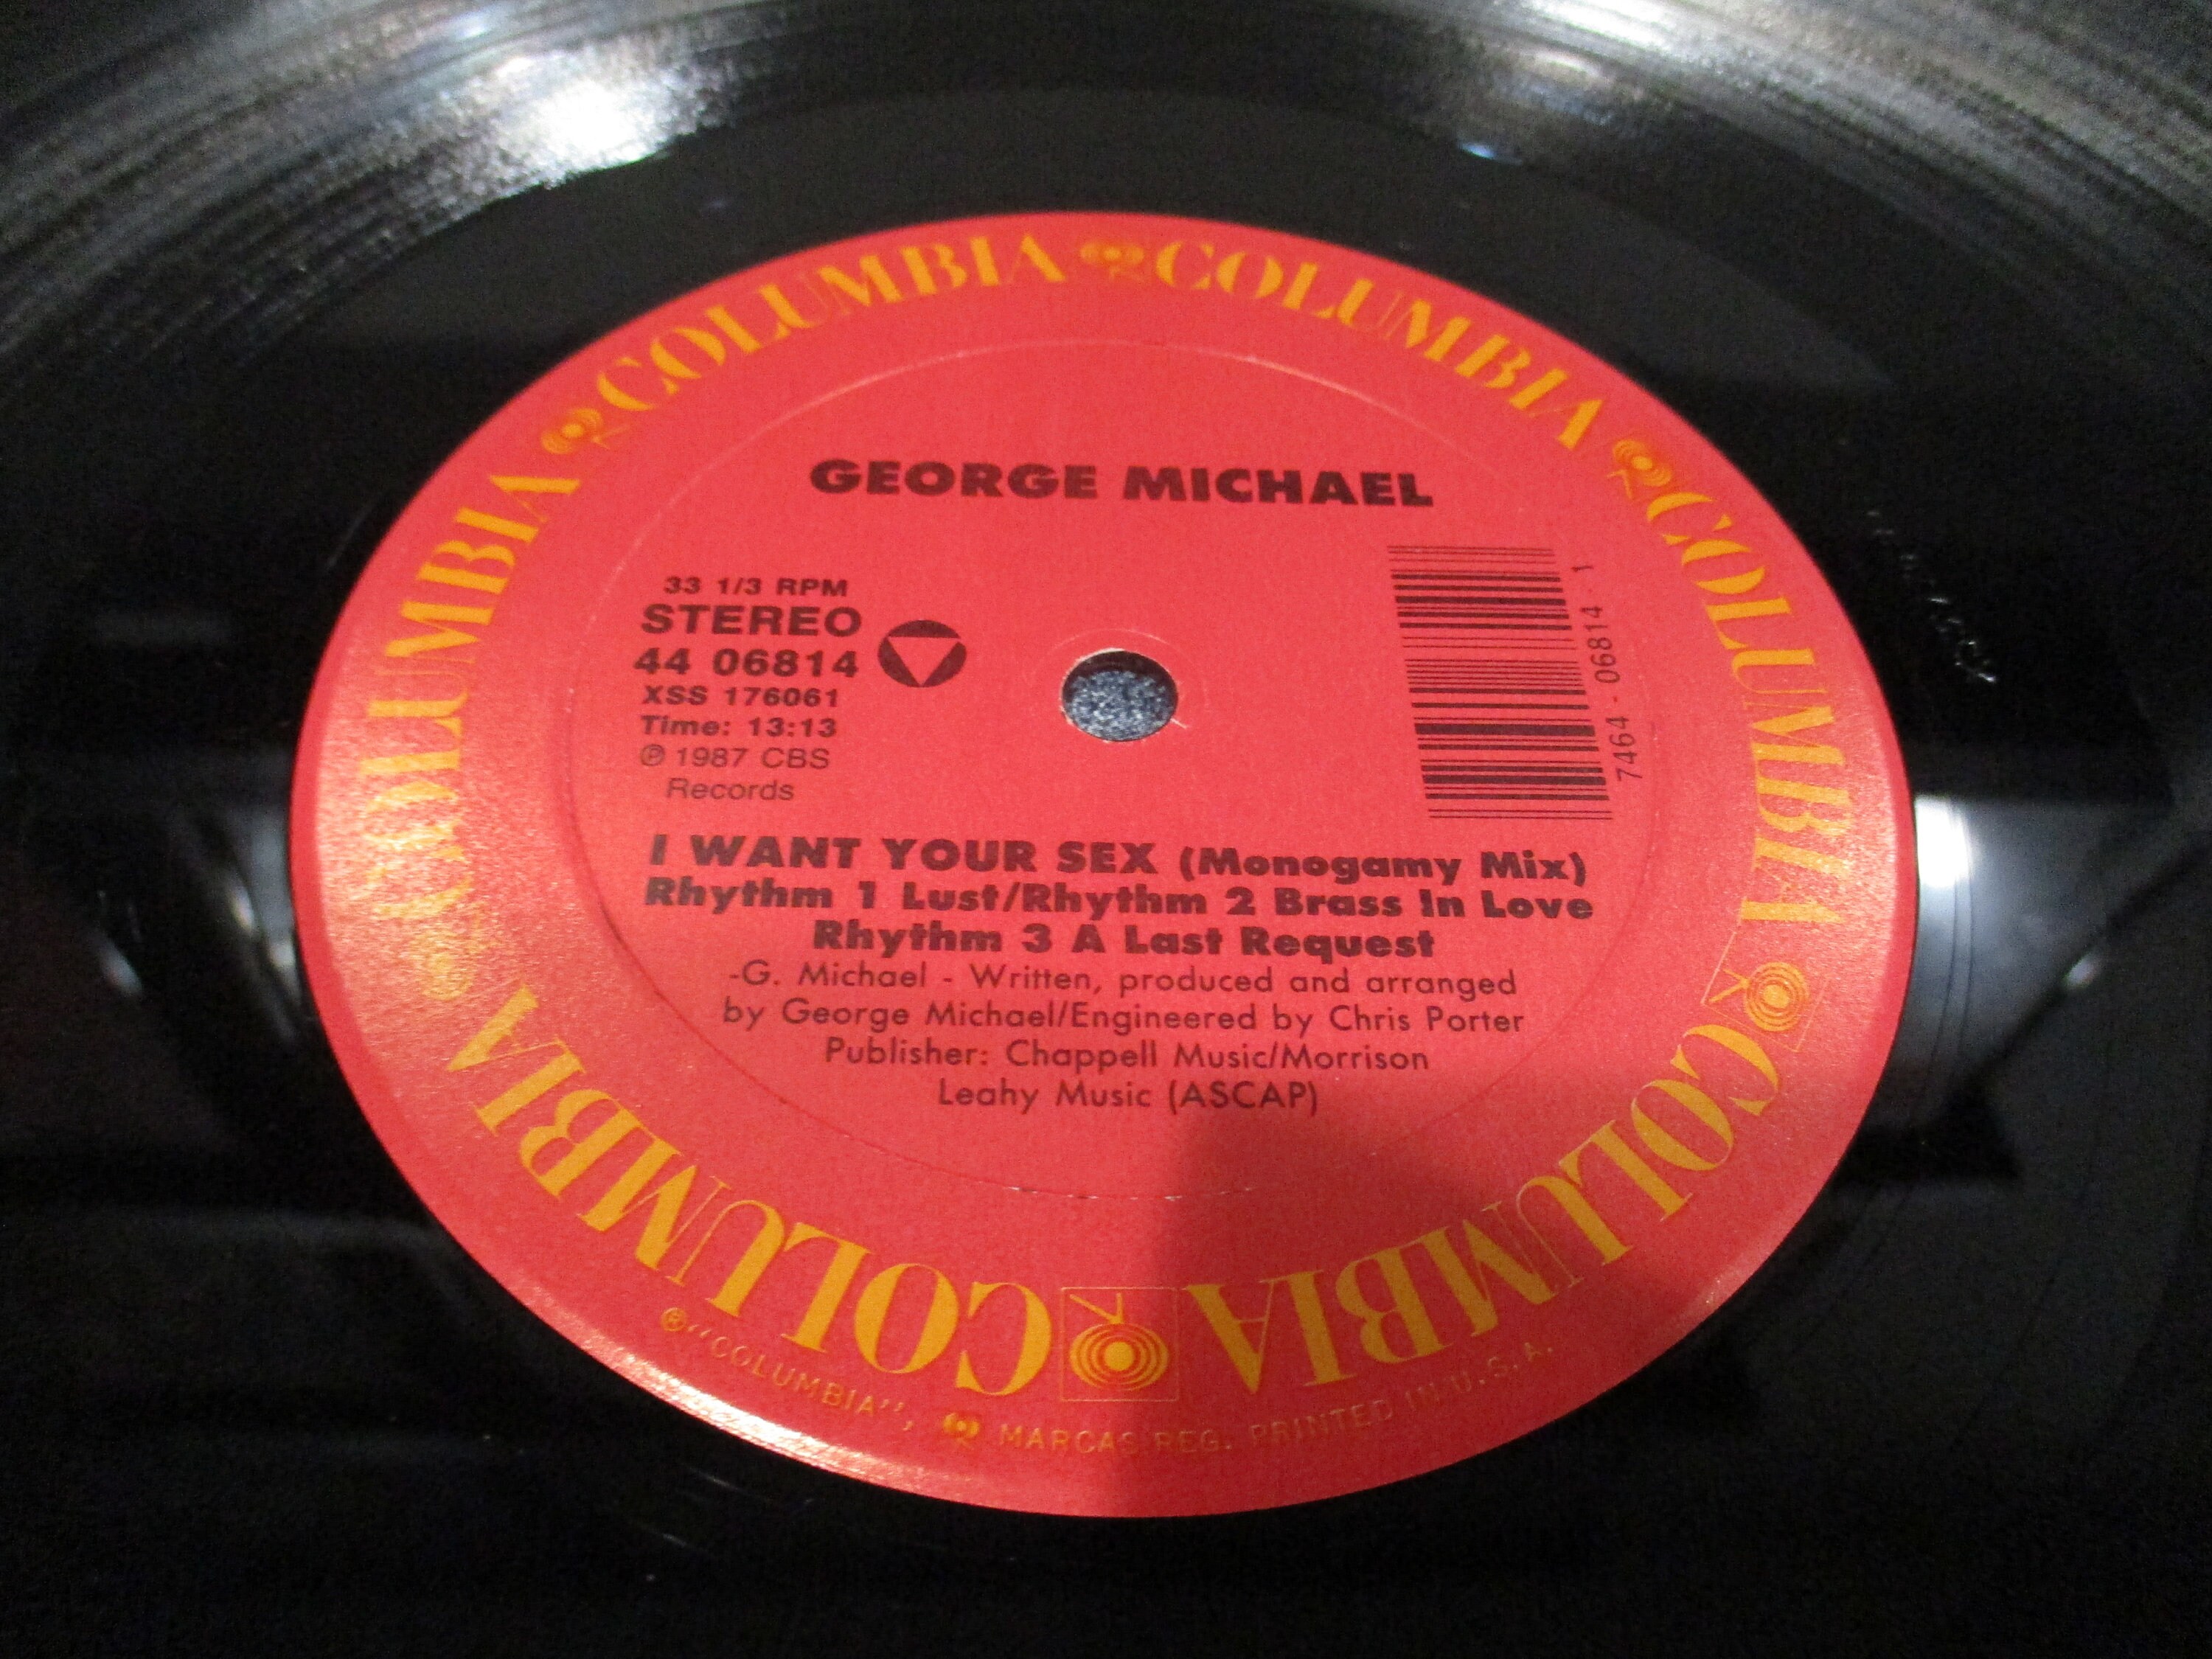 COLUMBIA COLUMBIA COLUMBIA COLUMBIA COLUMBIA COLUMBIA
GEORGE MICHAEL
33 1/3 RPM
STEREO
44 06814
XSS 176061
Time: 13:13
℗ 1987 CBS
Records
7464 - 06814 1
I WANT YOUR SEX (Monogamy Mix)
Rhythm 1 Lust/Rhythm 2 Brass In Love
Rhythm 3 A Last Request
-G. Michael - Written, produced and arranged
by George Michael/Engineered by Chris Porter
Publisher: Chappell Music/Morrison
Leahy Music (ASCAP)
® "COLUMBIA", MARCAS REG. PRINTED IN U.S.A.